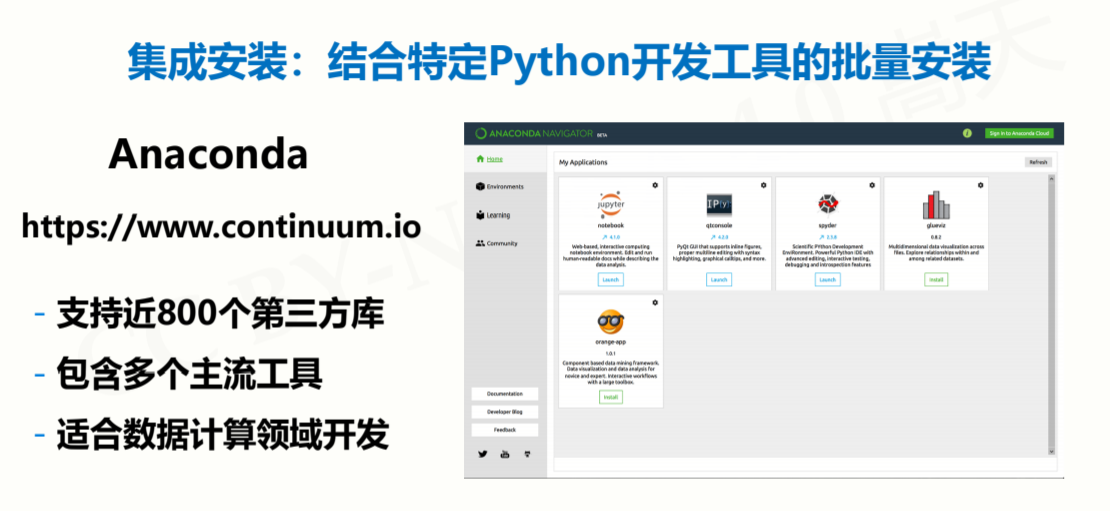 集成安装：结合特定Python开发工具的批量安装
Anaconda
https://www.continuum.io
- 支持近800个第三方库
- 包含多个主流工具
- 适合数据计算领域开发
ANACONDA NAVIGATOR BETA
Sign in to Anaconda Cloud
Home
Environments
Learning
Community
Documentation
Developer Blog
Feedback
My Applications
Refresh
jupyter
notebook
4.1.0
Web-based, interactive computing
notebook environment. Edit and run
human-readable docs while describing the
data analysis.
Launch
IP[y]:
qtconsole
4.2.0
PyQt GUI that supports inline figures,
proper multiline editing with syntax
highlighting, graphical calltips, and more.
Launch
spyder
Scientific PYthon Development
EnviRonment. Powerful Python IDE with
advanced editing, interactive testing,
debugging and introspection features
Launch
glueviz
0.8.2
Multidimensional data visualization across
files. Explore relationships within and
among related datasets.
Install
orange-app
1.0.1
Component based data mining framework.
Data visualization and data analysis for
novice and expert. Interactive workflows
with a large toolbox.
Install